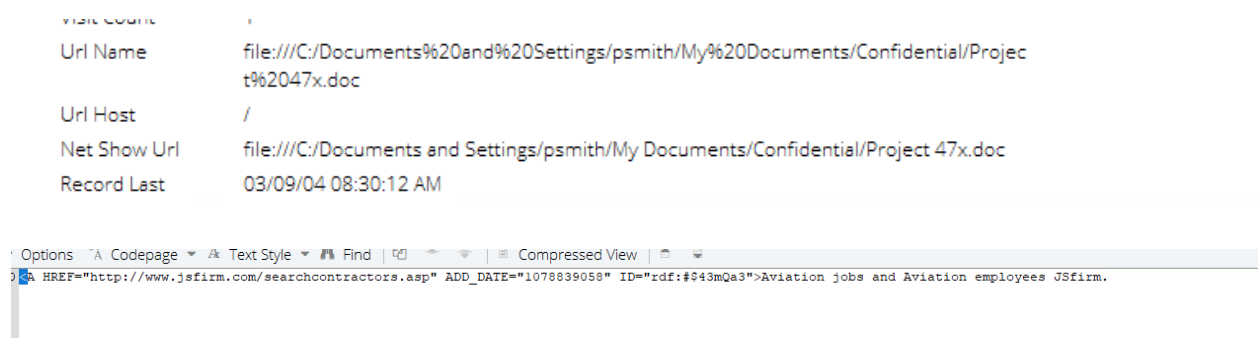 Visit Count 1
Url Name file:///C:/Documents%20and%20Settings/psmith/My%20Documents/Confidential/Projec
t%2047x.doc
Url Host /
Net Show Url file:///C:/Documents and Settings/psmith/My Documents/Confidential/Project 47x.doc
Record Last 03/09/04 08:30:12 AM
Options Codepage Text Style Find Compressed View
<A HREF="http://www.jsfirm.com/searchcontractors.asp" ADD_DATE="1078839058" ID="rdf:#$43mQa3">Aviation jobs and Aviation employees JSfirm.